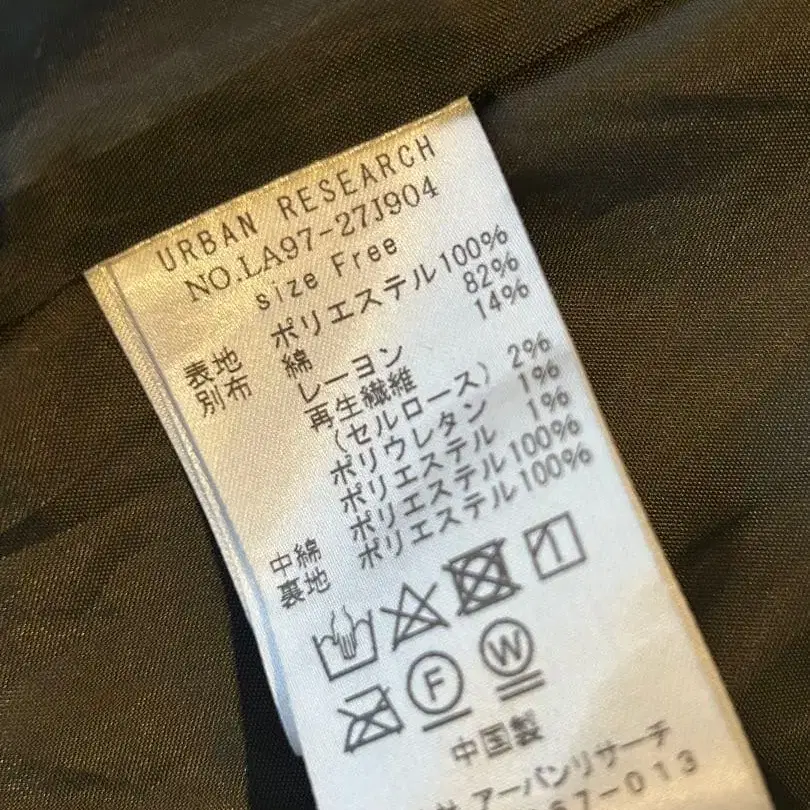 URBAN RESEARCH
NO.LA97-27J904
size Free
表地 ポリエステル100%
別布 綿 82%
レーヨン 14%
再生繊維
(セルロース) 2%
ポリウレタン 1%
ポリエステル 1%
中綿 ポリエステル100%
裏地 ポリエステル100%
F W
中国製
アーバンリサーチ
67-013